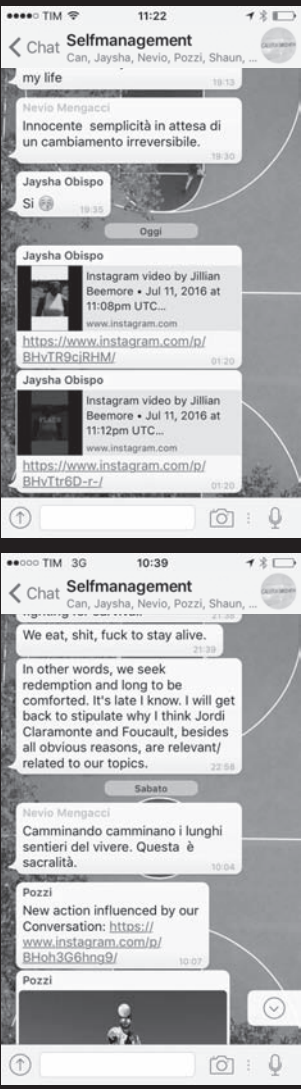 TIM 11:22
Chat Selfmanagement
Can, Jaysha, Nevio, Pozzi, Shaun, ...
my life
19:13
Nevio Mengacci
Innocente semplicità in attesa di
un cambiamento irreversibile.
19:30
Jaysha Obispo
Si
19:35
Oggi
Jaysha Obispo
Instagram video by Jillian
Beemore • Jul 11, 2016 at
11:08pm UTC...
www.instagram.com
https://www.instagram.com/p/
BHvTR9cjRHM/
01:20
Jaysha Obispo
Instagram video by Jillian
Beemore • Jul 11, 2016 at
11:12pm UTC...
www.instagram.com
https://www.instagram.com/p/
BHvTtr6D-r-/
01:20
TIM 3G 10:39
Chat Selfmanagement
Can, Jaysha, Nevio, Pozzi, Shaun, ...
21:38
We eat, shit, fuck to stay alive.
21:39
In other words, we seek
redemption and long to be
comforted. It's late I know. I will get
back to stipulate why I think Jordi
Claramonte and Foucault, besides
all obvious reasons, are relevant/
related to our topics.
22:58
Sabato
Nevio Mengacci
Camminando camminano i lunghi
sentieri del vivere. Questa è
sacralità.
10:04
Pozzi
New action influenced by our
Conversation: https://
www.instagram.com/p/
BHoh3G6hng9/
10:07
Pozzi